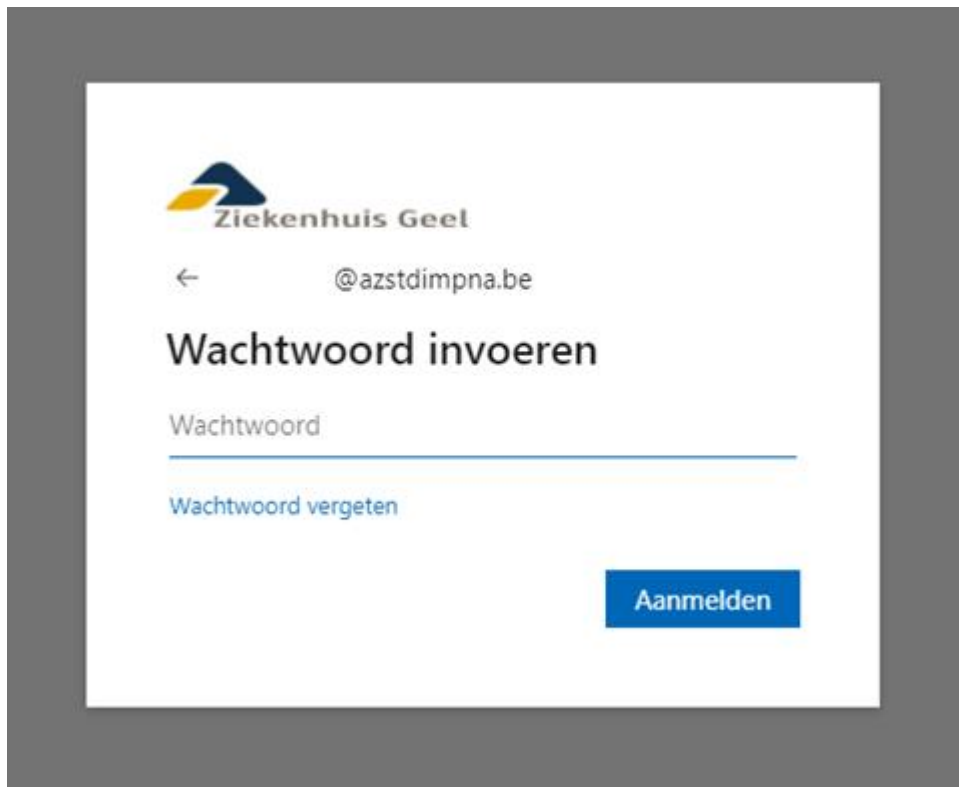 Ziekenhuis Geel
← @azstdimpna.be
Wachtwoord invoeren
Wachtwoord
Wachtwoord vergeten
Aanmelden